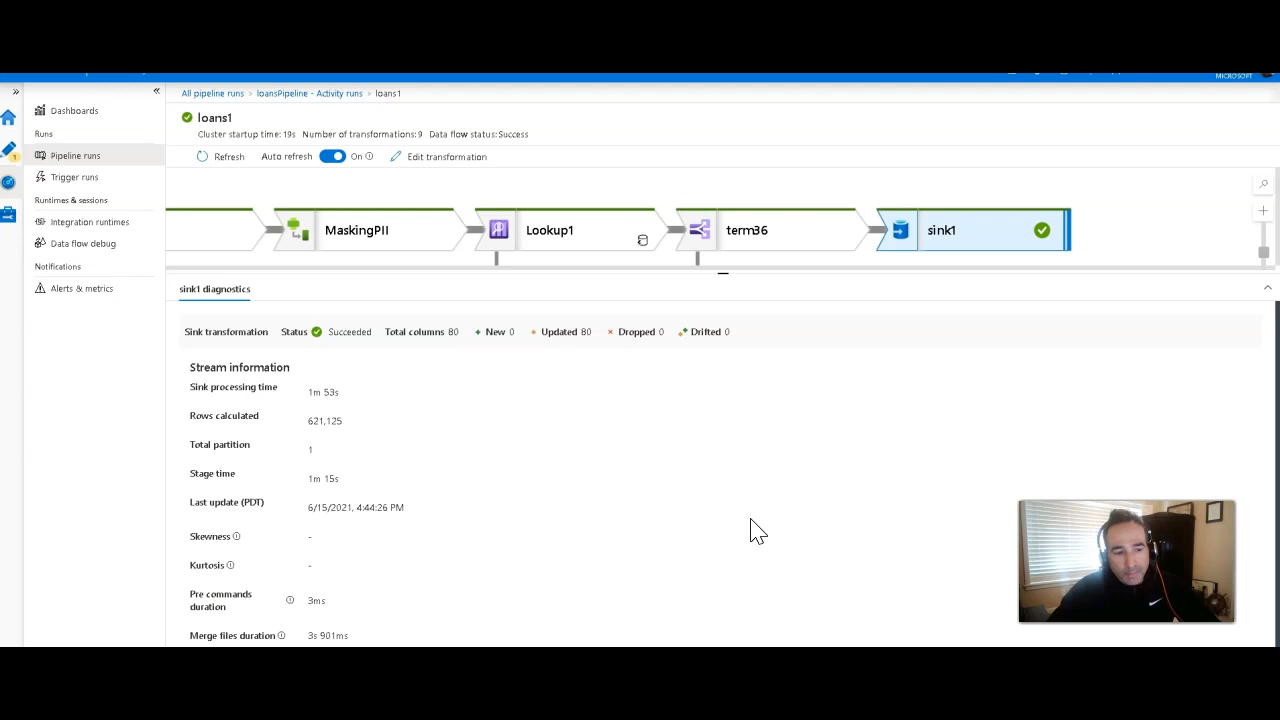 MICROSOFT
» «
All pipeline runs > loansPipeline - Activity runs > loans1
Dashboards
Runs
Pipeline runs
Trigger runs
Runtimes & sessions
Integration runtimes
Data flow debug
Notifications
Alerts & metrics
1
loans1
Cluster startup time: 19s Number of transformations: 9 Data flow status: Success
Refresh Auto refresh On Edit transformation
MaskingPII Lookup1 term36 sink1
sink1 diagnostics
Sink transformation Status Succeeded Total columns 80 New 0 Updated 80 Dropped 0 Drifted 0
Stream information
Sink processing time 1m 53s
Rows calculated 621,125
Total partition 1
Stage time 1m 15s
Last update (PDT) 6/15/2021, 4:44:26 PM
Skewness -
Kurtosis -
Pre commands
duration 3ms
Merge files duration 3s 901ms